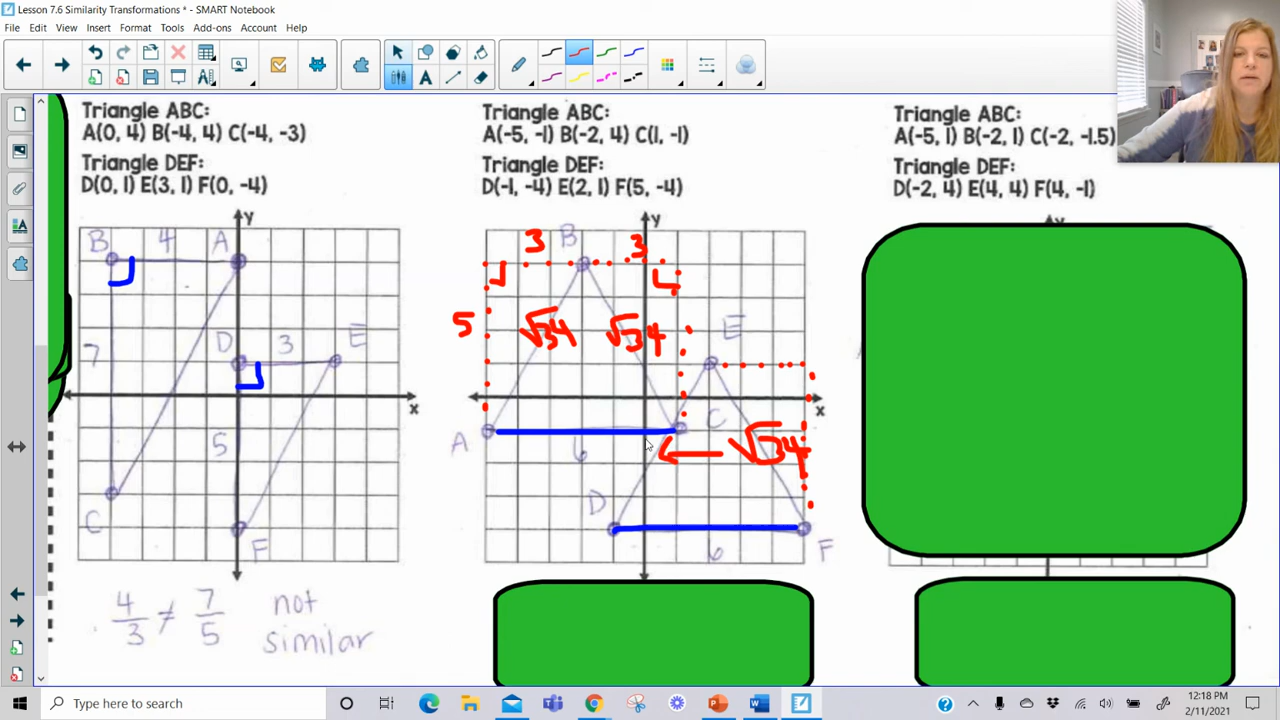 Lesson 7.6 Similarity Transformations * - SMART Notebook
File Edit View Insert Format Tools Add-ons Account Help
Triangle ABC:
A(0, 4) B(-4, 4) C(-4, -3)
Triangle DEF:
D(0, 1) E(3, 1) F(0, -4)
y
B 4 A
7
D 3 E
x
5
C
F
4/3 ≠ 7/5 not similar
Triangle ABC:
A(-5, -1) B(-2, 4) C(1, -1)
Triangle DEF:
D(-1, -4) E(2, 1) F(5, -4)
y
3 B 3
5 √34 √34 E
x
A C
6 √34
D
6 F
Triangle ABC:
A(-5, 1) B(-2, 1) C(-2, -1.5)
Triangle DEF:
D(-2, 4) E(4, 4) F(4, -1)
Type here to search
12:18 PM
2/11/2021